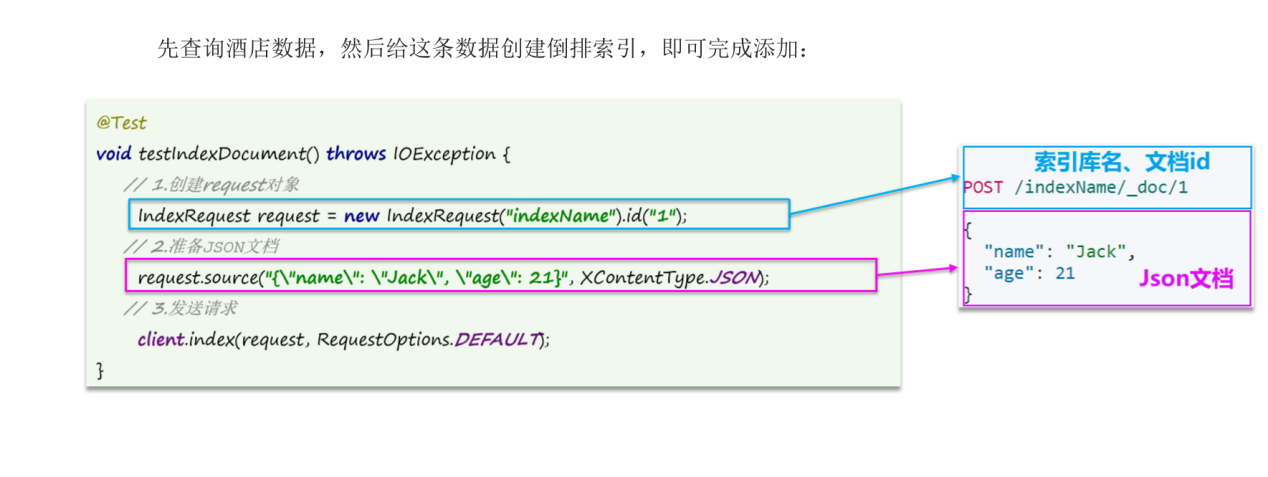 先查询酒店数据，然后给这条数据创建倒排索引，即可完成添加：
@Test
void testIndexDocument() throws IOException {
// 1.创建request对象
IndexRequest request = new IndexRequest("indexName").id("1");
// 2.准备JSON文档
request.source("{\"name\": \"Jack\", \"age\": 21}", XContentType.JSON);
// 3.发送请求
client.index(request, RequestOptions.DEFAULT);
}
索引库名、文档id
POST /indexName/_doc/1
{
"name": "Jack",
"age": 21
Json文档
}